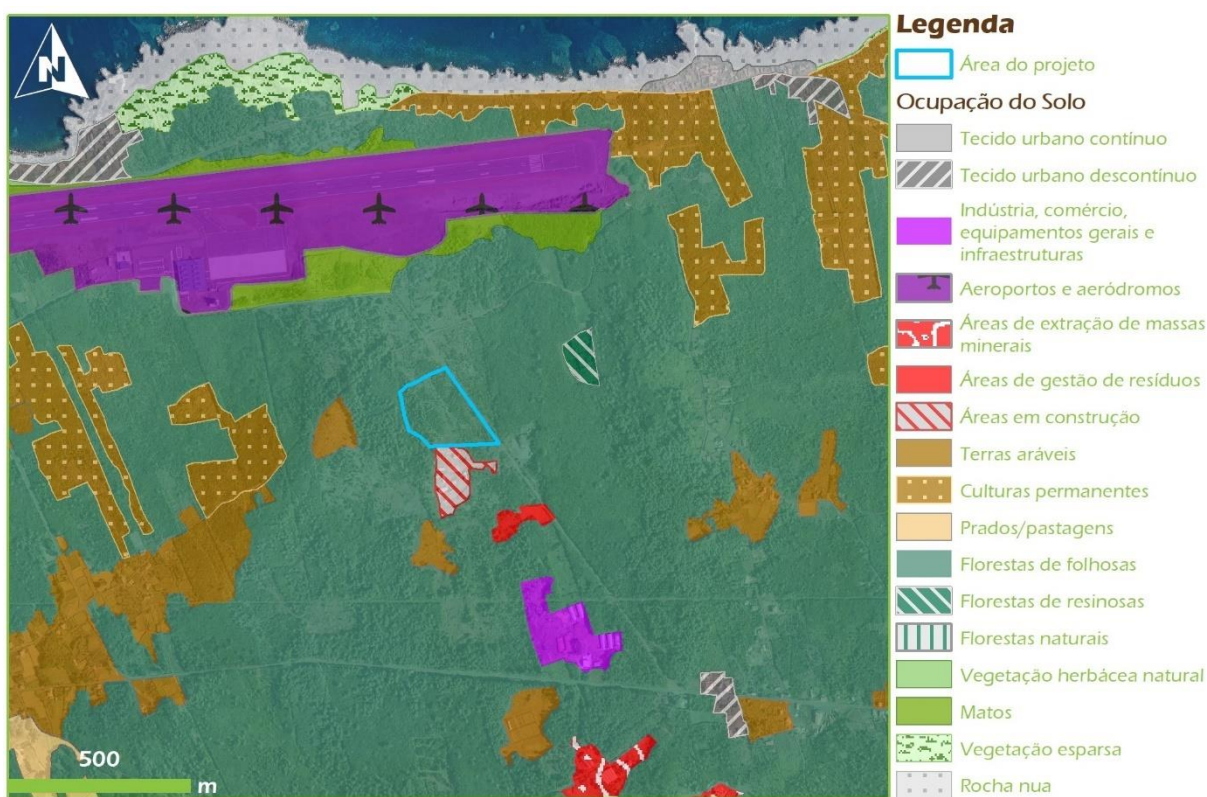 N
500
m
Legenda
Área do projeto
Ocupação do Solo
Tecido urbano contínuo
Tecido urbano descontínuo
Indústria, comércio,
equipamentos gerais e
infraestruturas
Aeroportos e aeródromos
Áreas de extração de massas
minerais
Áreas de gestão de resíduos
Áreas em construção
Terras aráveis
Culturas permanentes
Prados/pastagens
Florestas de folhosas
Florestas de resinosas
Florestas naturais
Vegetação herbácea natural
Matos
Vegetação esparsa
Rocha nua